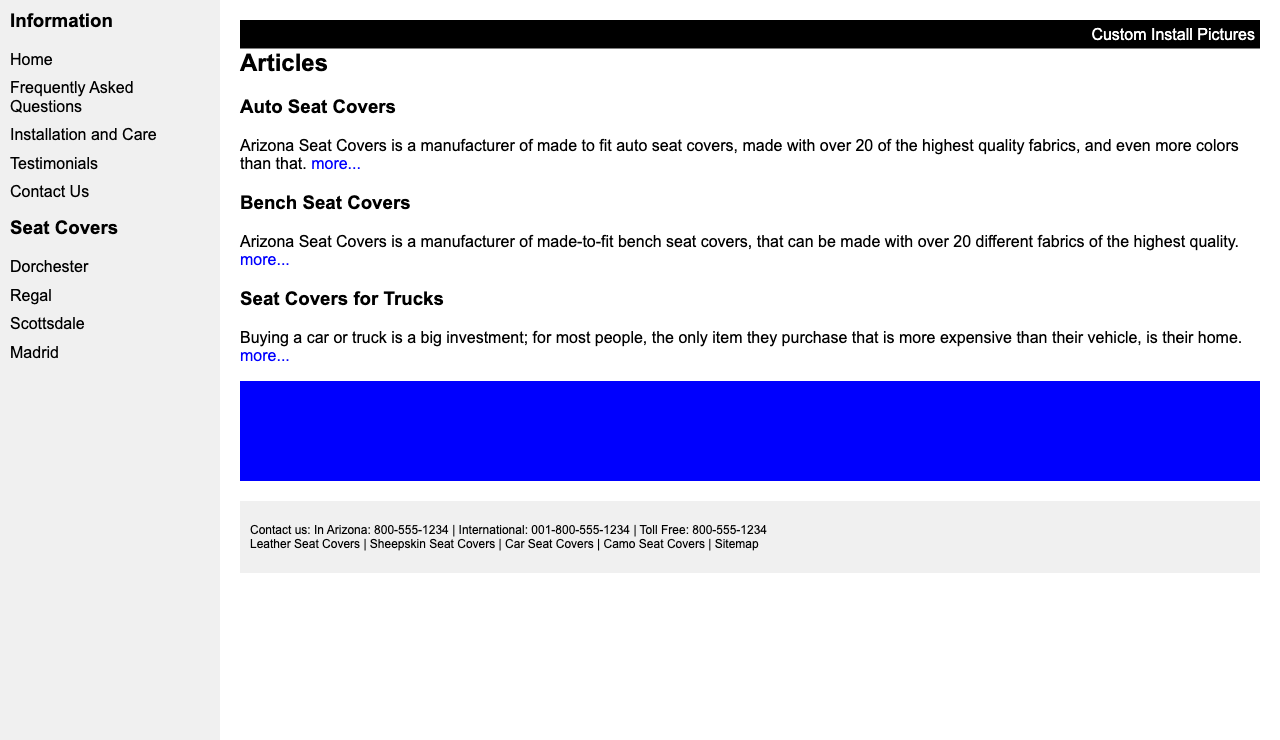 Information
Home
Frequently Asked
Questions
Installation and Care
Testimonials
Contact Us
Seat Covers
Dorchester
Regal
Scottsdale
Madrid
Custom Install Pictures
Articles
Auto Seat Covers
Arizona Seat Covers is a manufacturer of made to fit auto seat covers, made with over 20 of the highest quality fabrics, and even more colors
than that. more...
Bench Seat Covers
Arizona Seat Covers is a manufacturer of made-to-fit bench seat covers, that can be made with over 20 different fabrics of the highest quality.
more...
Seat Covers for Trucks
Buying a car or truck is a big investment; for most people, the only item they purchase that is more expensive than their vehicle, is their home.
more...
Contact us: In Arizona: 800-555-1234 | International: 001-800-555-1234 | Toll Free: 800-555-1234
Leather Seat Covers | Sheepskin Seat Covers | Car Seat Covers | Camo Seat Covers | Sitemap